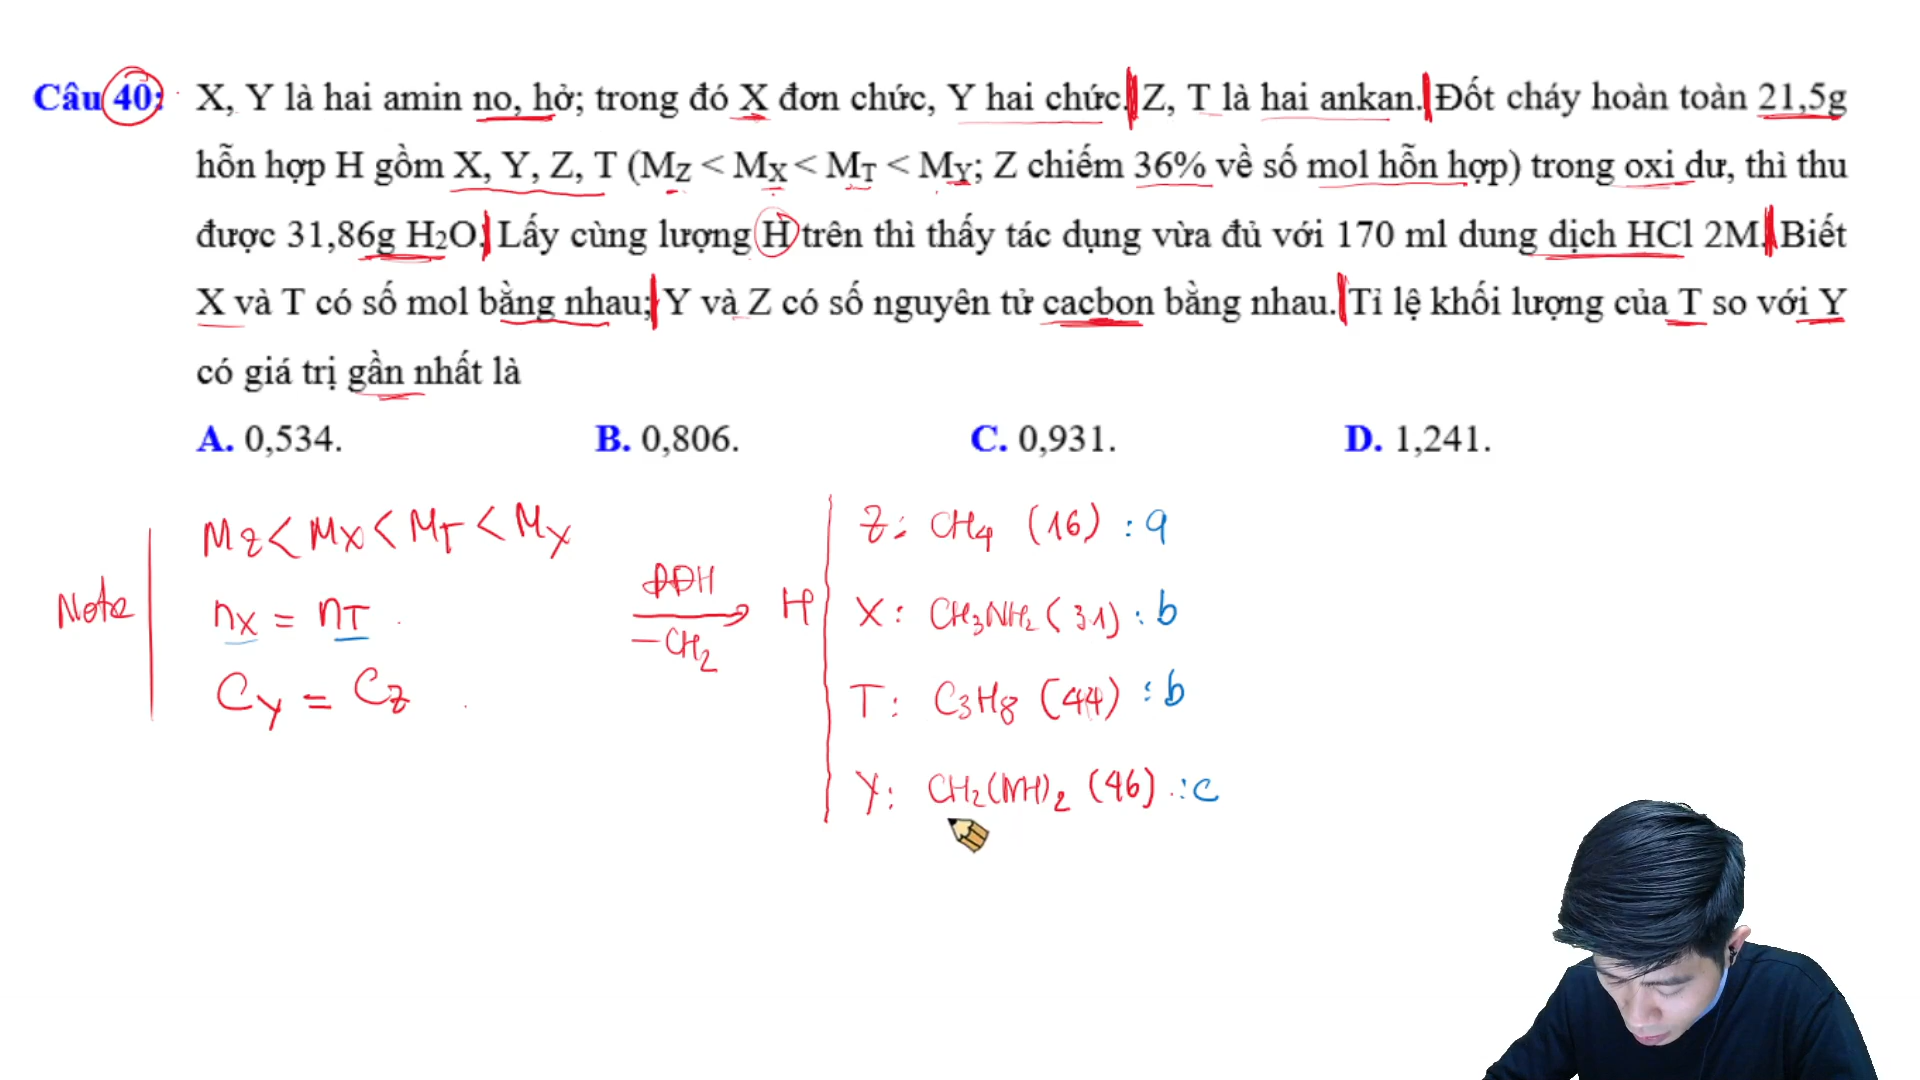 Câu 40: X, Y là hai amin no, hở; trong đó X đơn chức, Y hai chức. Z, T là hai ankan. Đốt cháy hoàn toàn 21,5g
hỗn hợp H gồm X, Y, Z, T (MZ < MX < MT < MY; Z chiếm 36% về số mol hỗn hợp) trong oxi dư, thì thu
được 31,86g H2O. Lấy cùng lượng H trên thì thấy tác dụng vừa đủ với 170 ml dung dịch HCl 2M. Biết
X và T có số mol bằng nhau; Y và Z có số nguyên tử cacbon bằng nhau. Tỉ lệ khối lượng của T so với Y
có giá trị gần nhất là
A. 0,534. B. 0,806. C. 0,931. D. 1,241.
Note
MZ < MX < MT < MY
nX = nT
CY = CZ
ĐĐH
-CH2
H
Z: CH4 (16) : a
X: CH3NH2 (31) : b
T: C3H8 (44) : b
Y: CH2(NH)2 (46) : c